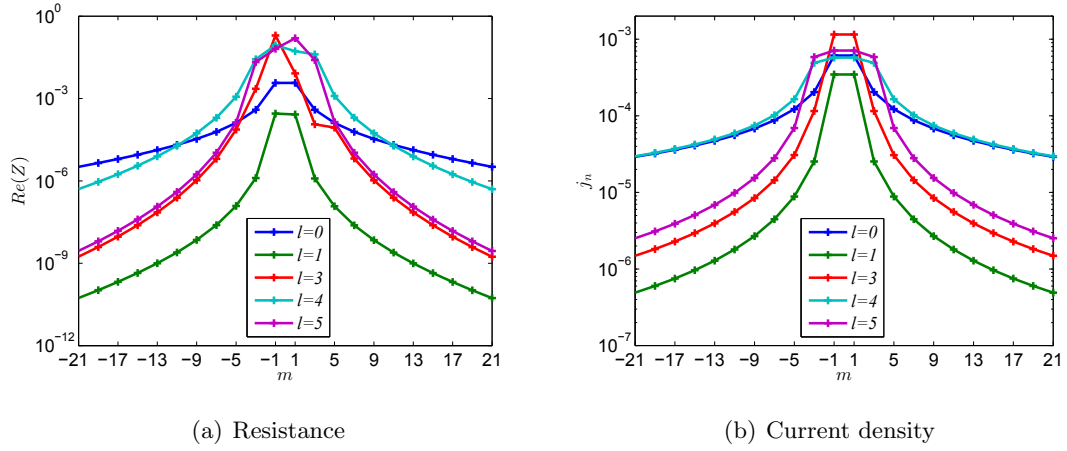 10^0
10^−3
10^−6
10^−9
10^−12
Re(Z)
l=0
l=1
l=3
l=4
l=5
−21 −17 −13 −9 −5 −1 1 5 9 13 17 21
m
(a) Resistance
10^−3
10^−4
10^−5
10^−6
10^−7
j_n
l=0
l=1
l=3
l=4
l=5
−21 −17 −13 −9 −5 −1 1 5 9 13 17 21
m
(b) Current density